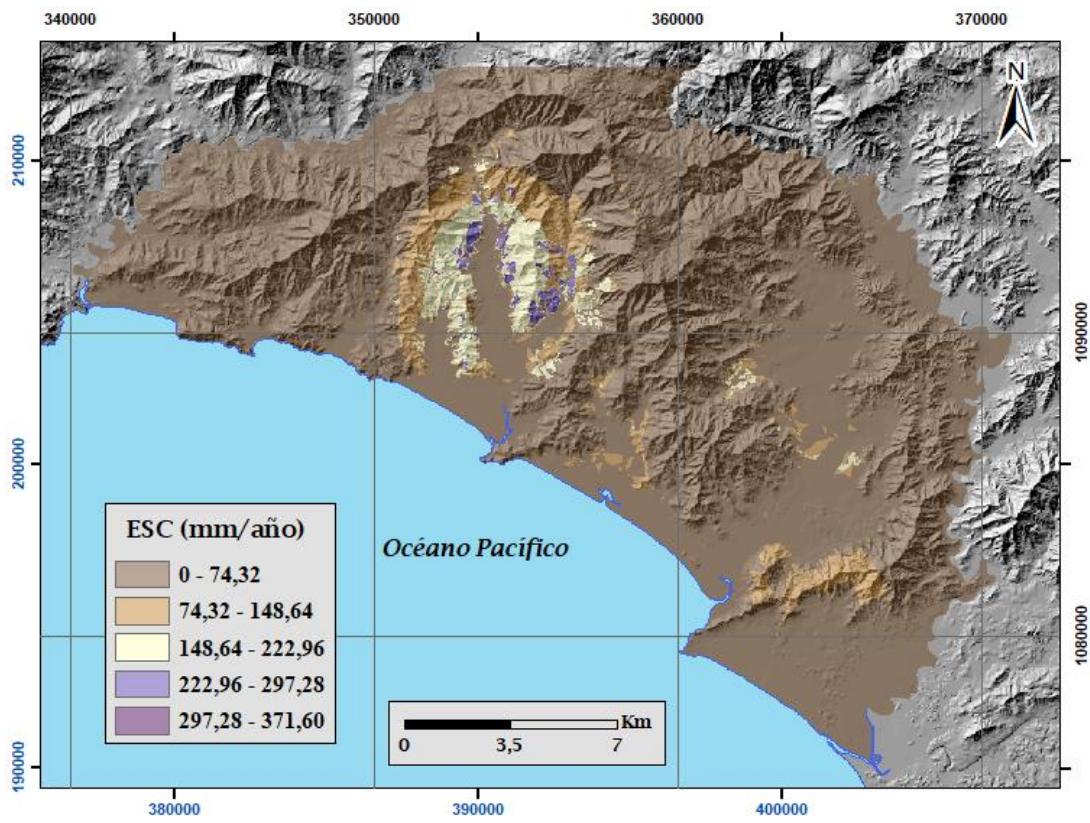 340000 350000 360000 370000
N
210000
1090000
200000
ESC (mm/año)
0 - 74,32
74,32 - 148,64
148,64 - 222,96
222,96 - 297,28
297,28 - 371,60
Océano Pacífico
1080000
Km
0 3,5 7
190000
380000 390000 400000